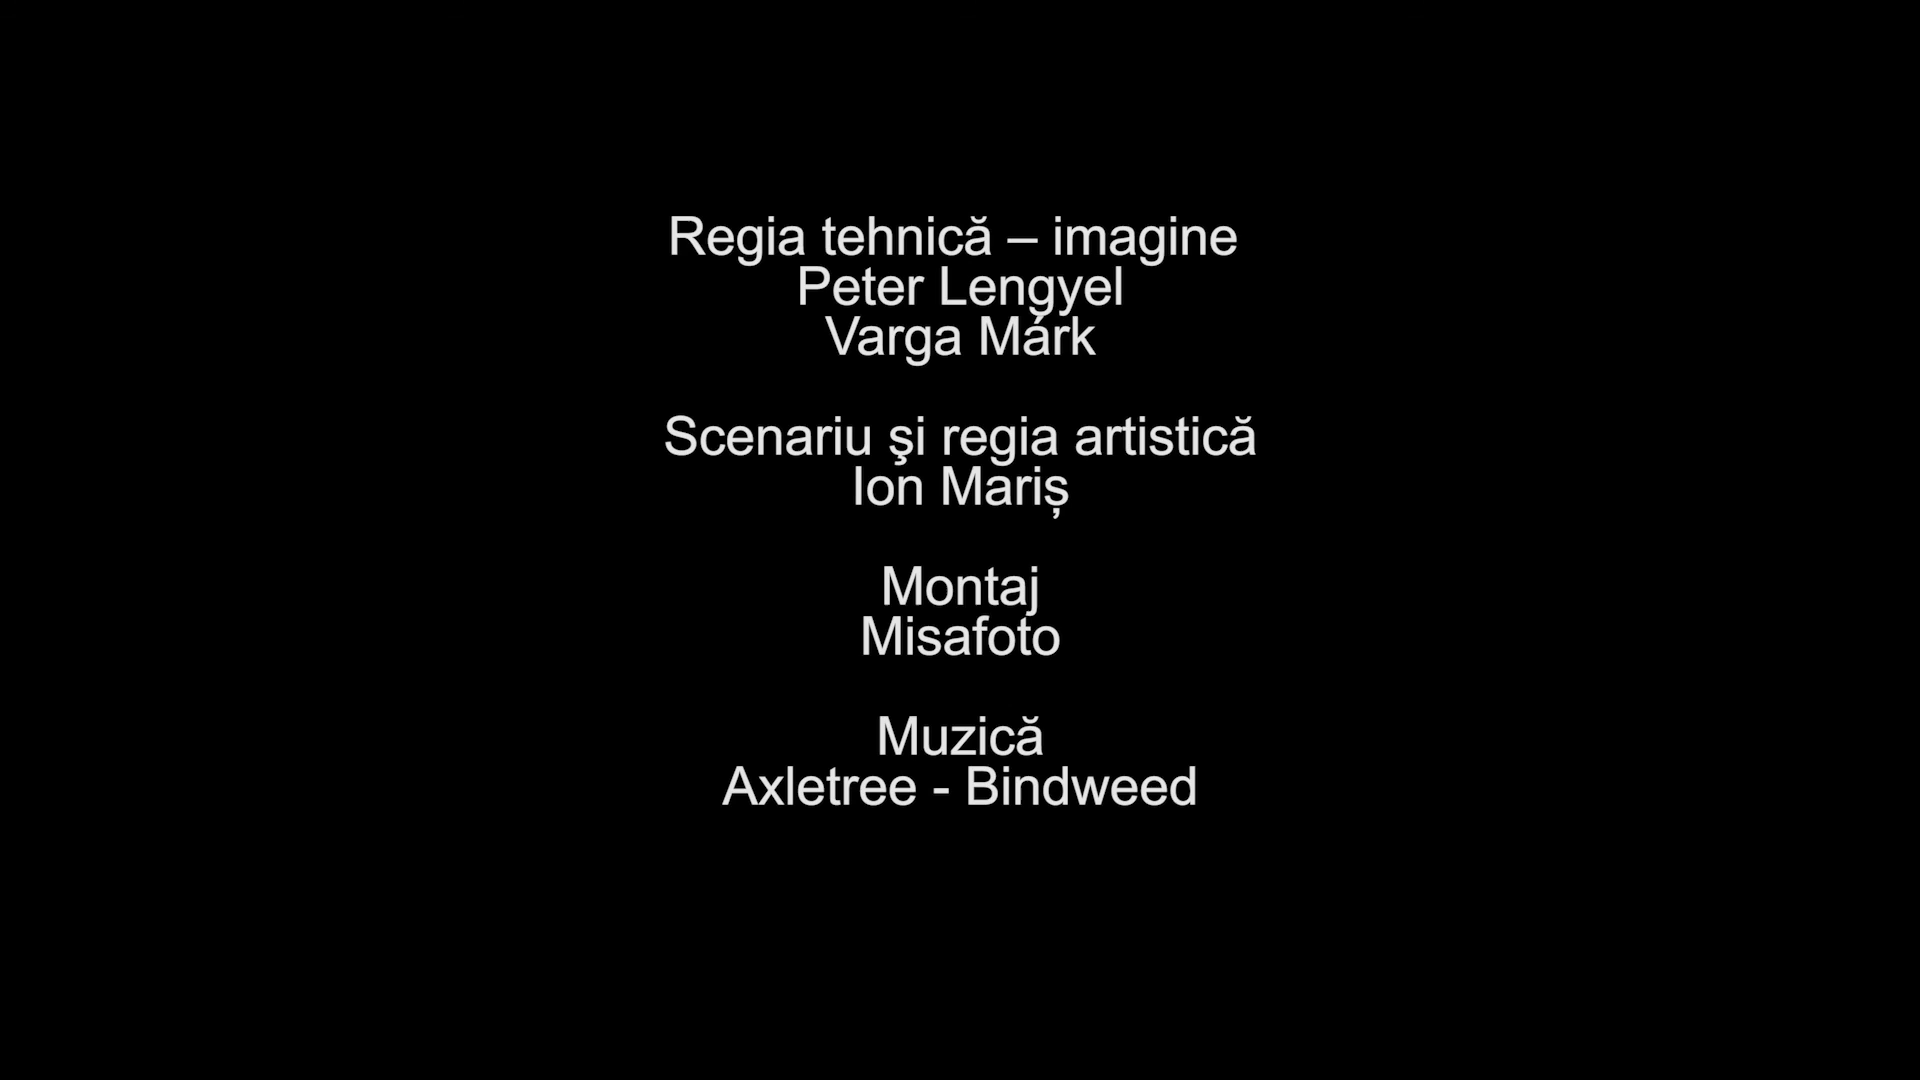 Regia tehnică – imagine
Peter Lengyel
Varga Márk
Scenariu şi regia artistică
Ion Mariș
Montaj
Misafoto
Muzică
Axletree - Bindweed